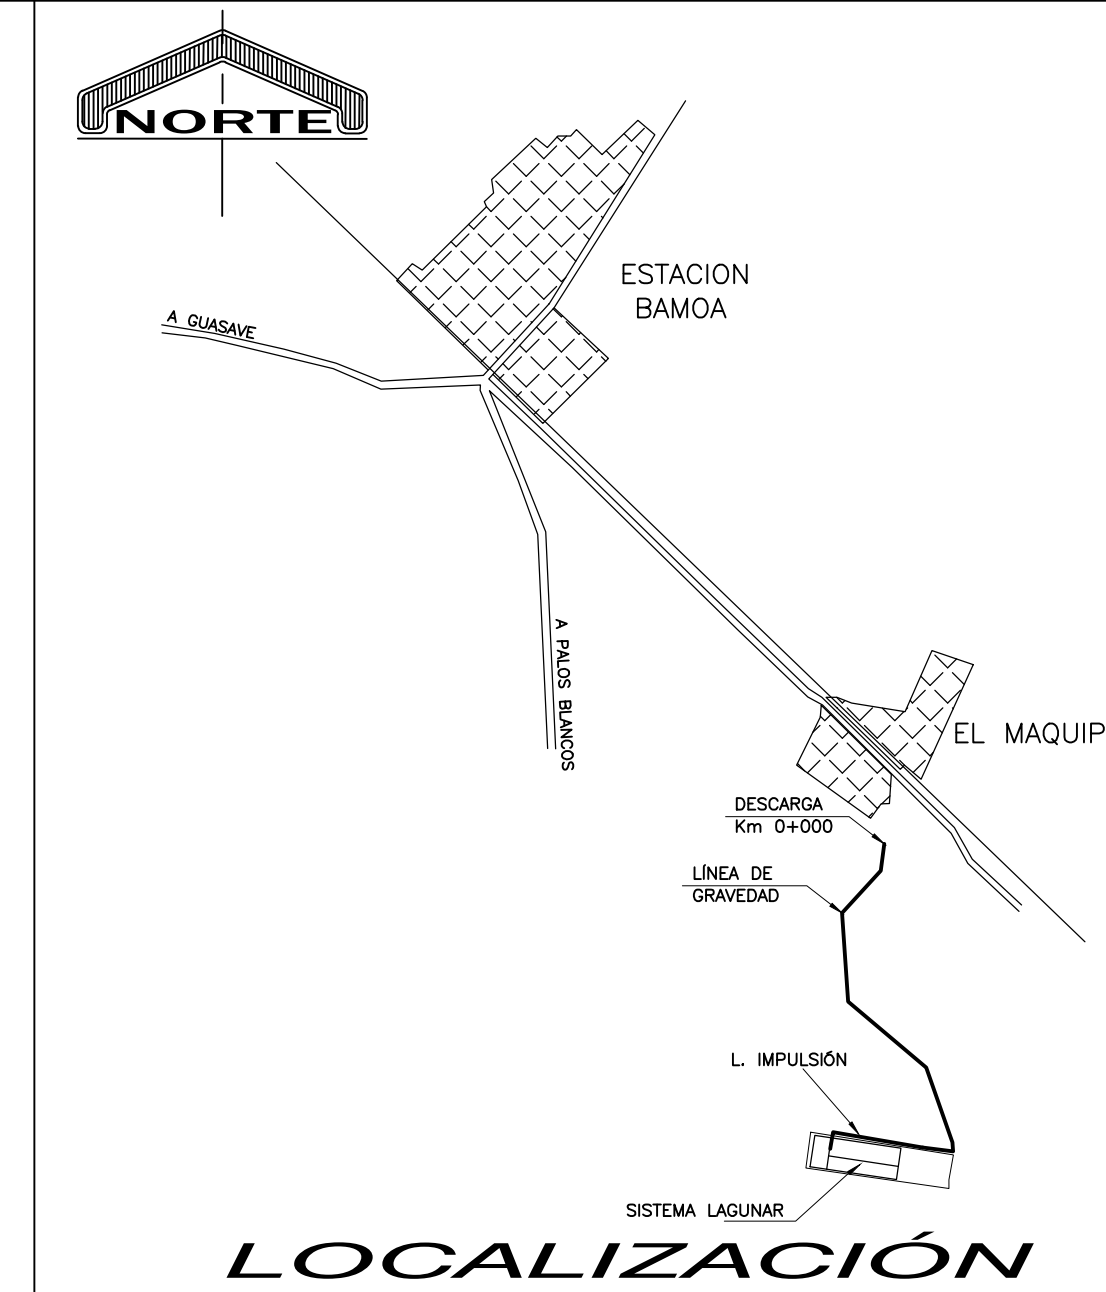 NORTE
ESTACION
BAMOA
A GUASAVE
A PALOS BLANCOS
EL MAQUIP
DESCARGA
Km 0+000
LÍNEA DE
GRAVEDAD
L. IMPULSIÓN
SISTEMA LAGUNAR
LOCALIZACIÓN